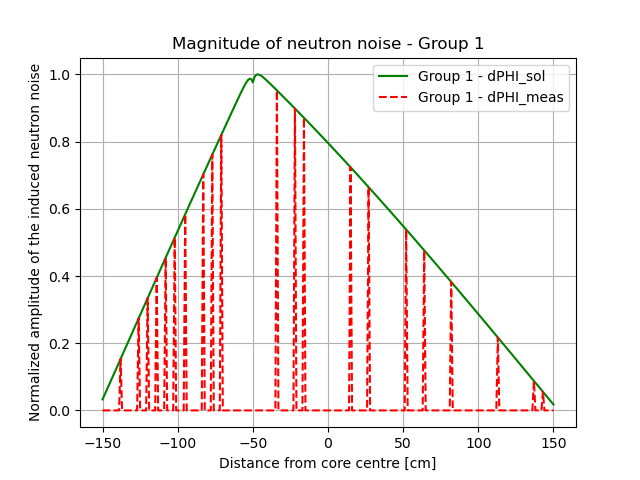 Magnitude of neutron noise - Group 1
Normalized amplitude of the induced neutron noise
1.0
0.8
0.6
0.4
0.2
0.0
Group 1 - dPHI_sol
Group 1 - dPHI_meas
−150
−100
−50
0
50
100
150
Distance from core centre [cm]